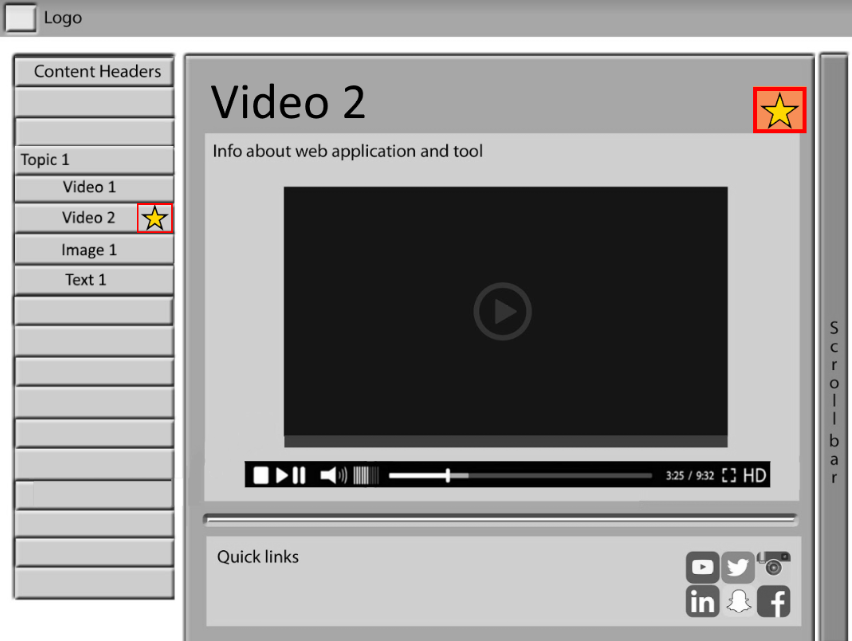 Logo
Content Headers
Topic 1
Video 1
Video 2
Image 1
Text 1
Video 2
Info about web application and tool
3:25 / 9:32 HD
Quick links
in f
Scroll bar